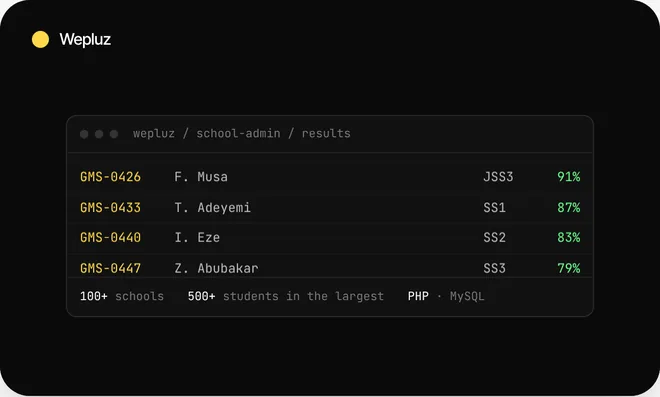 Wepluz
wepluz / school-admin / results
GMS-0426 F. Musa JSS3 91%
GMS-0433 T. Adeyemi SS1 87%
GMS-0440 I. Eze SS2 83%
GMS-0447 Z. Abubakar SS3 79%
100+ schools 500+ students in the largest PHP · MySQL